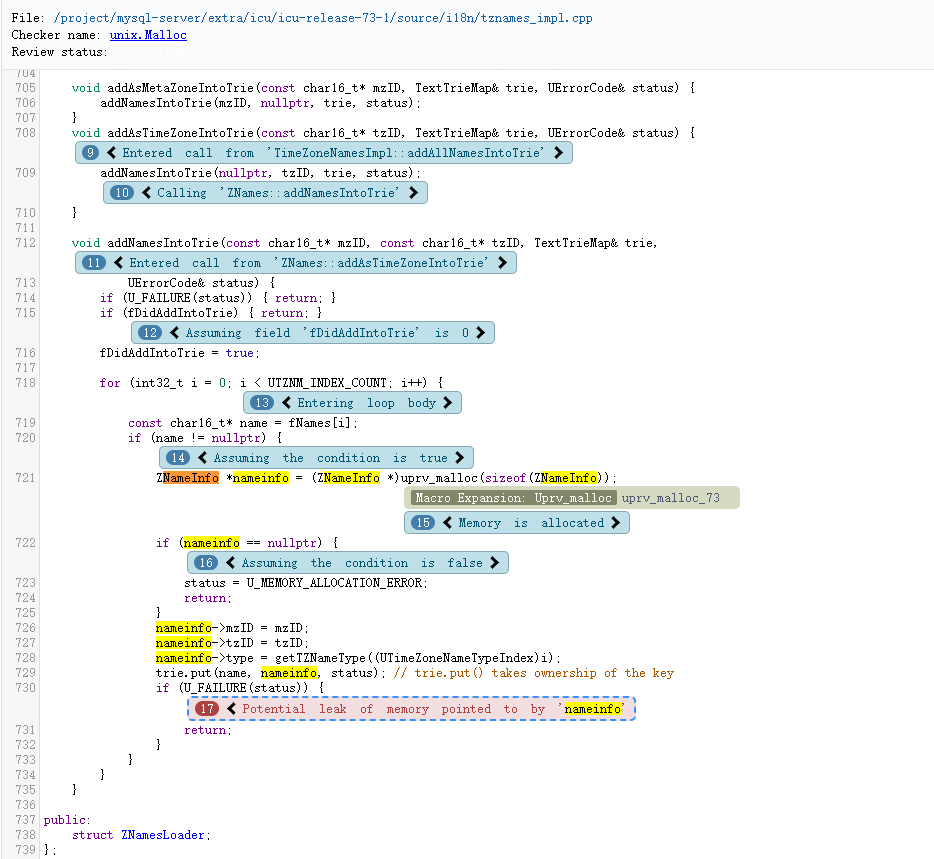 File: /project/mysql-server/extra/icu/icu-release-73-1/source/i18n/tznames_impl.cpp
Checker name: unix.Malloc
Review status:
704
705 void addAsMetaZoneIntoTrie(const char16_t* mzID, TextTrieMap& trie, UErrorCode& status) {
706 addNamesIntoTrie(mzID, nullptr, trie, status);
707 }
708 void addAsTimeZoneIntoTrie(const char16_t* tzID, TextTrieMap& trie, UErrorCode& status) {
9 Entered call from 'TimeZoneNamesImpl::addAllNamesIntoTrie'
709 addNamesIntoTrie(nullptr, tzID, trie, status);
10 Calling 'ZNames::addNamesIntoTrie'
710 }
711
712 void addNamesIntoTrie(const char16_t* mzID, const char16_t* tzID, TextTrieMap& trie,
11 Entered call from 'ZNames::addAsTimeZoneIntoTrie'
713 UErrorCode& status) {
714 if (U_FAILURE(status)) { return; }
715 if (fDidAddIntoTrie) { return; }
12 Assuming field 'fDidAddIntoTrie' is 0
716 fDidAddIntoTrie = true;
717
718 for (int32_t i = 0; i < UTZNM_INDEX_COUNT; i++) {
13 Entering loop body
719 const char16_t* name = fNames[i];
720 if (name != nullptr) {
14 Assuming the condition is true
721 ZNameInfo *nameinfo = (ZNameInfo *)uprv_malloc(sizeof(ZNameInfo));
Macro Expansion: Uprv_malloc uprv_malloc_73
15 Memory is allocated
722 if (nameinfo == nullptr) {
16 Assuming the condition is false
723 status = U_MEMORY_ALLOCATION_ERROR;
724 return;
725 }
726 nameinfo->mzID = mzID;
727 nameinfo->tzID = tzID;
728 nameinfo->type = getTZNameType((UTimeZoneNameTypeIndex)i);
729 trie.put(name, nameinfo, status); // trie.put() takes ownership of the key
730 if (U_FAILURE(status)) {
17 Potential leak of memory pointed to by 'nameinfo'
731 return;
732 }
733 }
734 }
735 }
736
737 public:
738 struct ZNamesLoader;
739 };